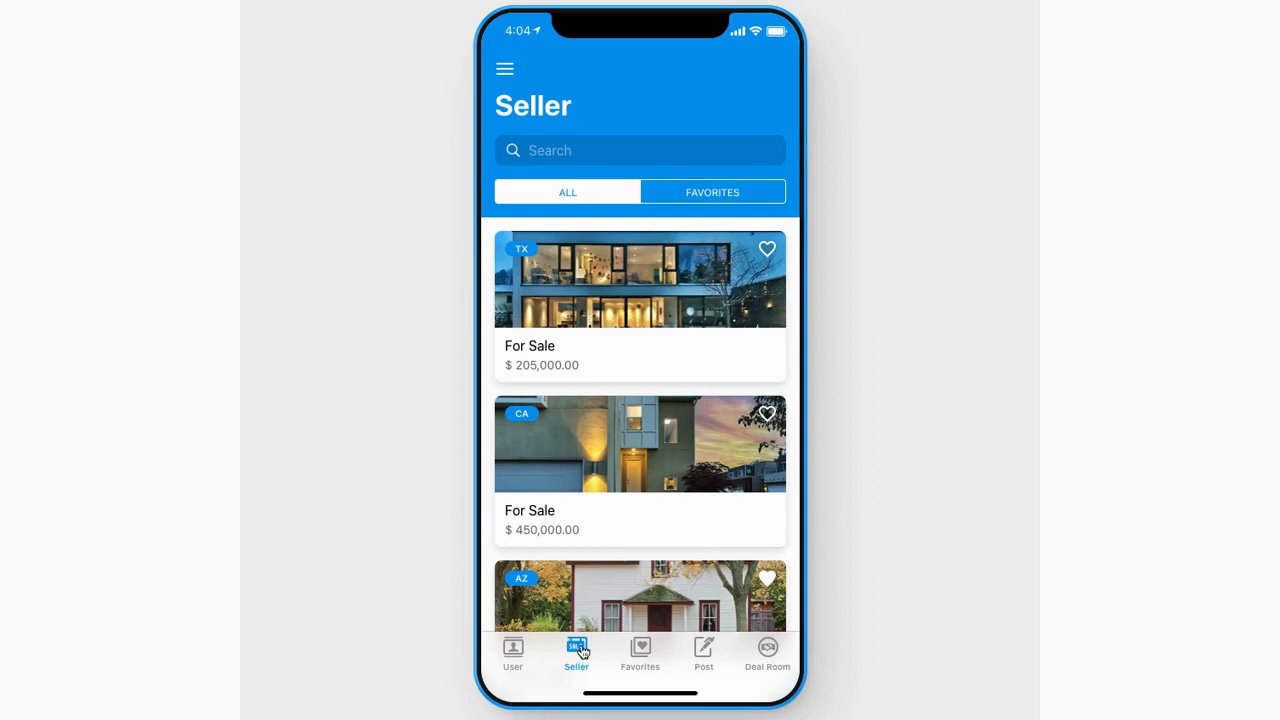 4:04
Seller
Search
ALL FAVORITES
TX
For Sale
$ 205,000.00
CA
For Sale
$ 450,000.00
AZ
SALE
User Seller Favorites Post Deal Room